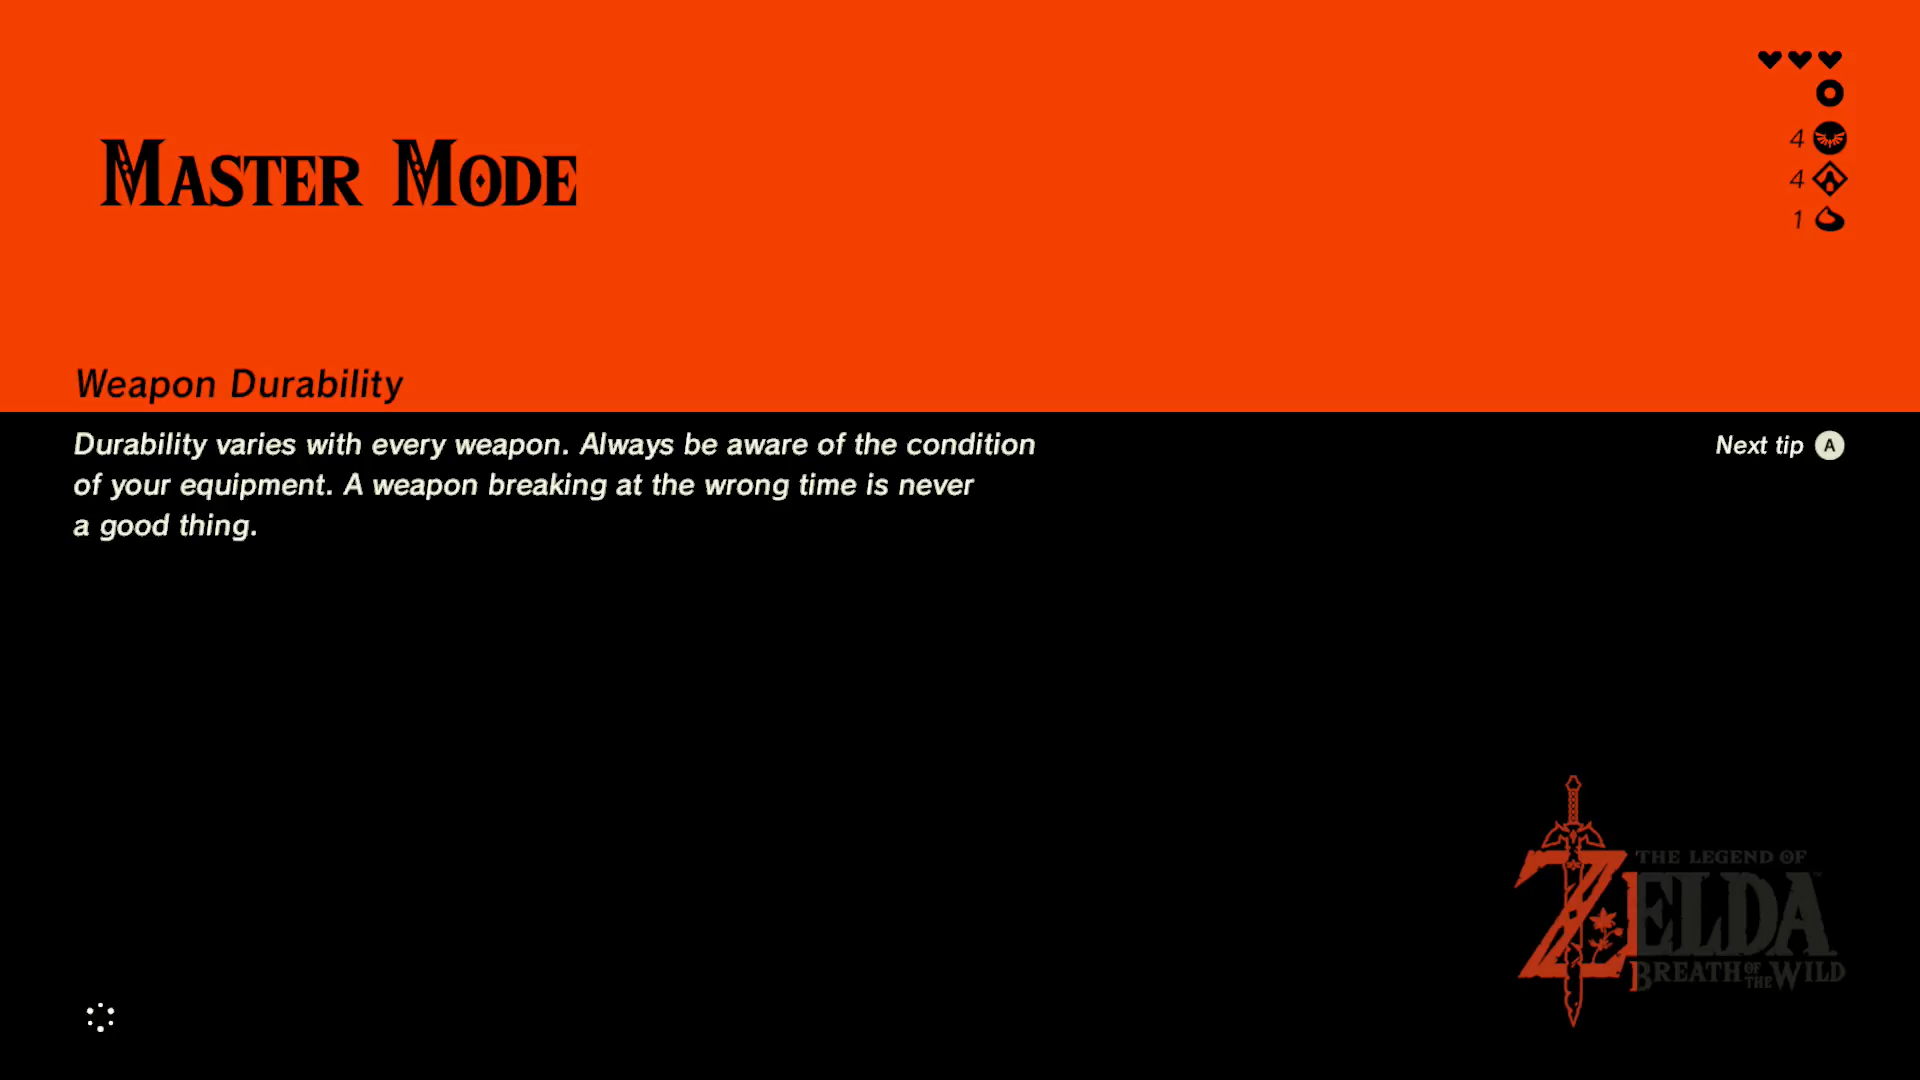 MASTER MODE
4
4
1
Weapon Durability
Durability varies with every weapon. Always be aware of the condition
of your equipment. A weapon breaking at the wrong time is never
a good thing.
Next tip A
THE LEGEND OF
ZELDA
BREATH OF THE WILD